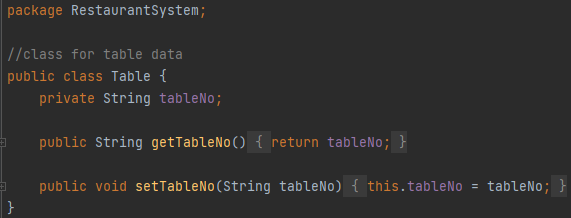 package RestaurantSystem;
//class for table data
public class Table {
private String tableNo;
public String getTableNo() { return tableNo; }
public void setTableNo(String tableNo) { this.tableNo = tableNo; }
}